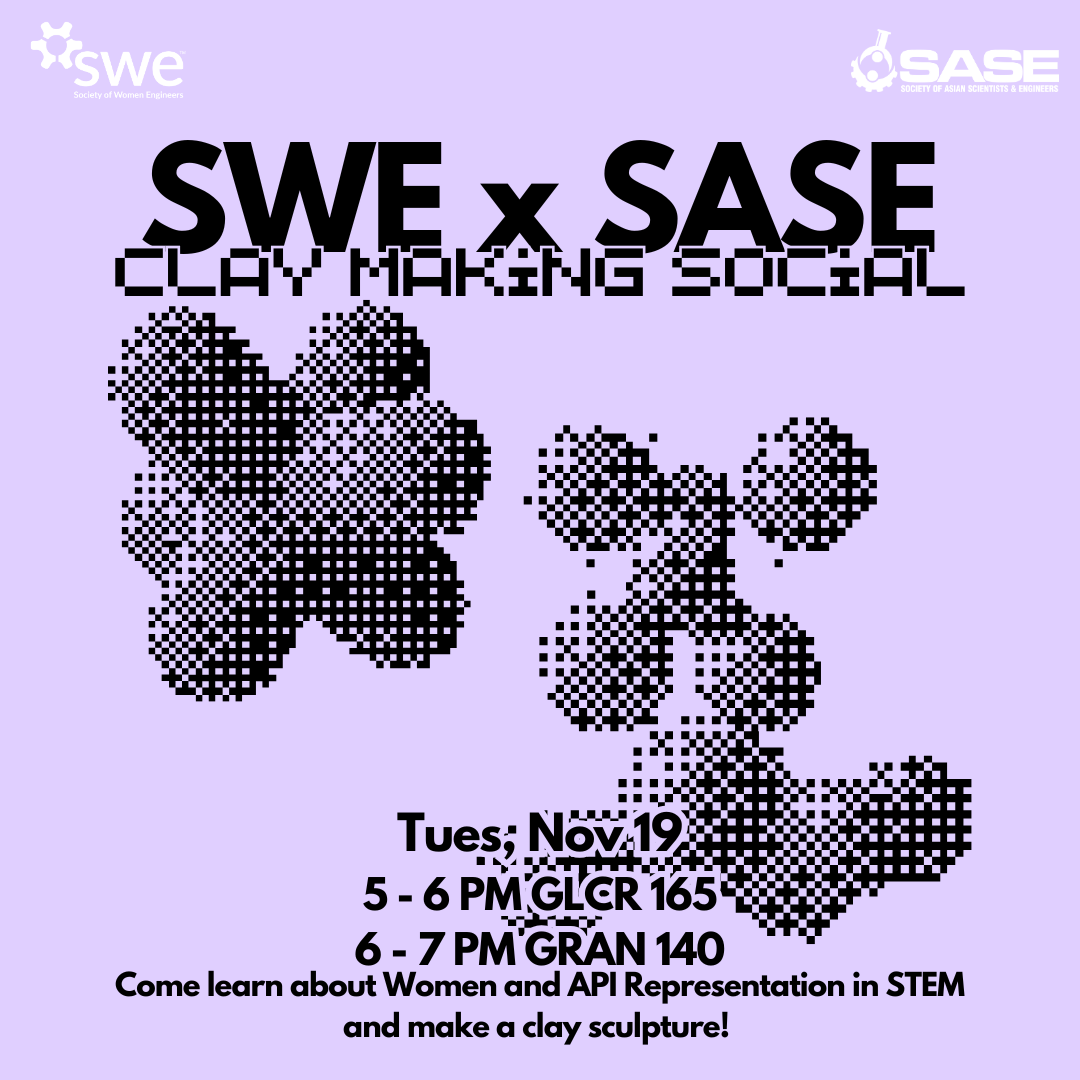 swe
Society of Women Engineers
SASE
SOCIETY OF ASIAN SCIENTISTS & ENGINEERS
SWE x SASE
CLAY MAKiNG SOCiAL
Tues, Nov 19
5 - 6 PM GLCR 165
6 - 7 PM GRAN 140
Come learn about Women and API Representation in STEM
and make a clay sculpture!